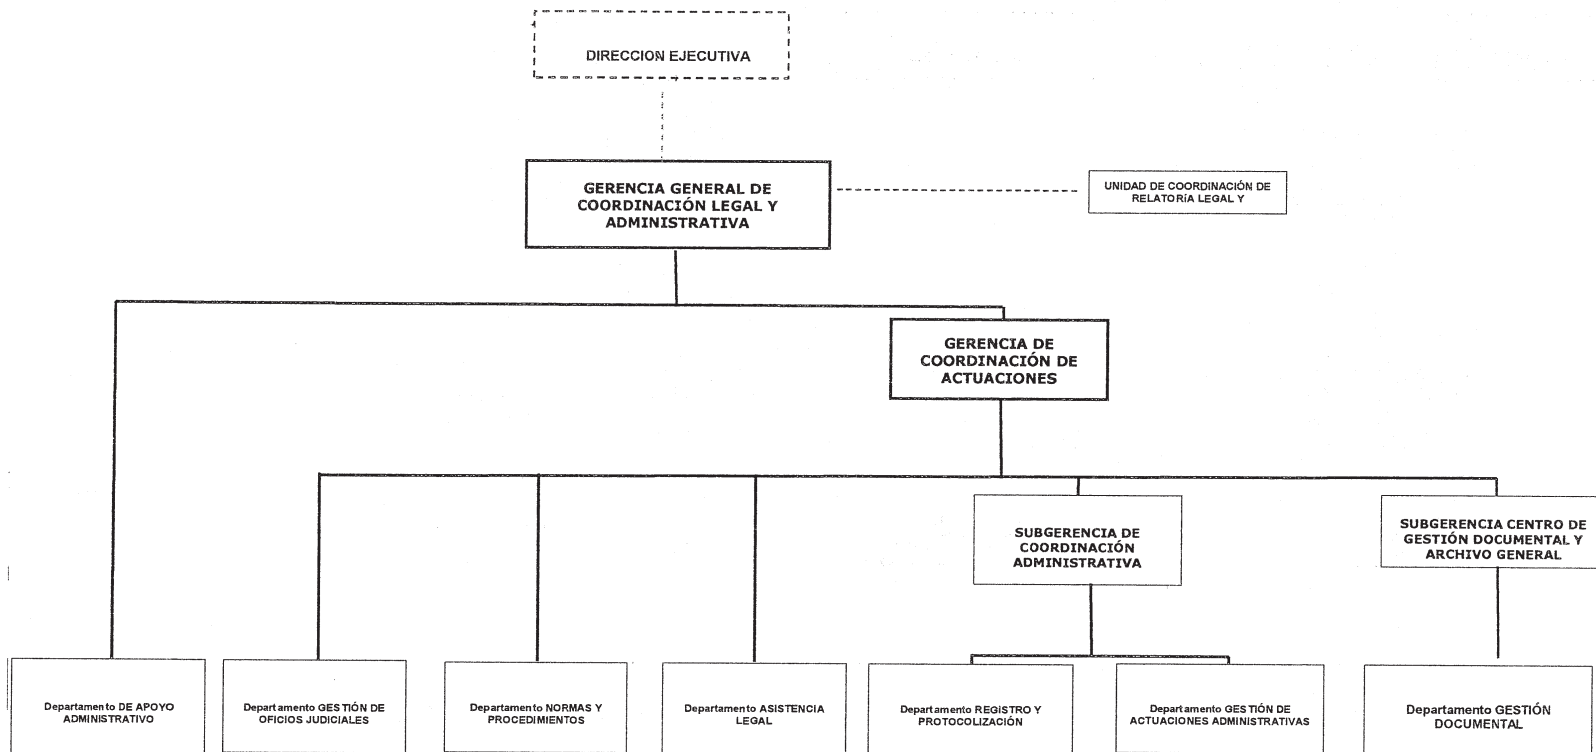 DIRECCION EJECUTIVA
GERENCIA GENERAL DE
COORDINACIÓN LEGAL Y
ADMINISTRATIVA
UNIDAD DE COORDINACIÓN DE
RELATORíA LEGAL Y
GERENCIA DE
COORDINACIÓN DE
ACTUACIONES
SUBGERENCIA DE
COORDINACIÓN
ADMINISTRATIVA
SUBGERENCIA CENTRO DE
GESTIÓN DOCUMENTAL Y
ARCHIVO GENERAL
Departamento DE APOYO
ADMINISTRATIVO
Departamento GESTIÓN DE
OFICIOS JUDICIALES
Departamento NORMAS Y
PROCEDIMIENTOS
Departamento ASISTENCIA
LEGAL
Departamento REGISTRO Y
PROTOCOLIZACIÓN
Departamento GESTIÓN DE
ACTUACIONES ADMINISTRATIVAS
Departamento GESTIÓN
DOCUMENTAL